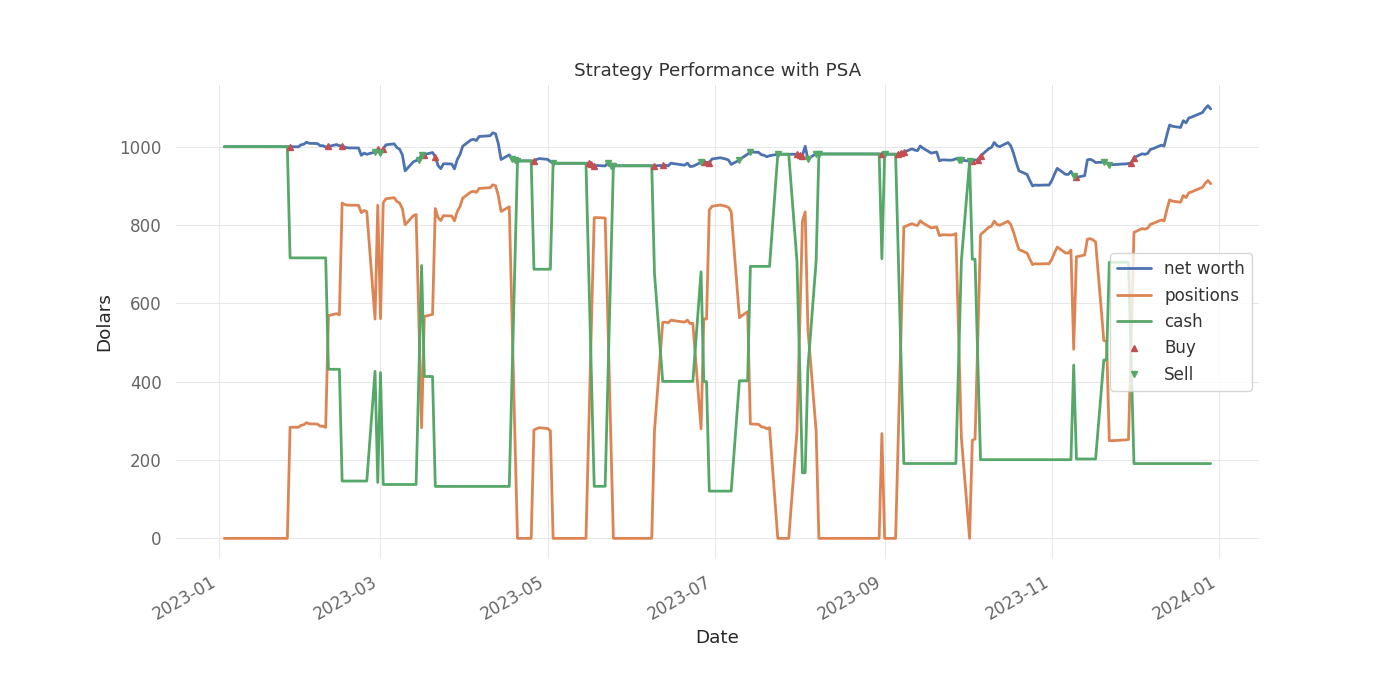 Strategy Performance with PSA
Dolars
1000
800
600
400
200
0
net worth
positions
cash
Buy
Sell
2023-01
2023-03
2023-05
2023-07
2023-09
2023-11
2024-01
Date